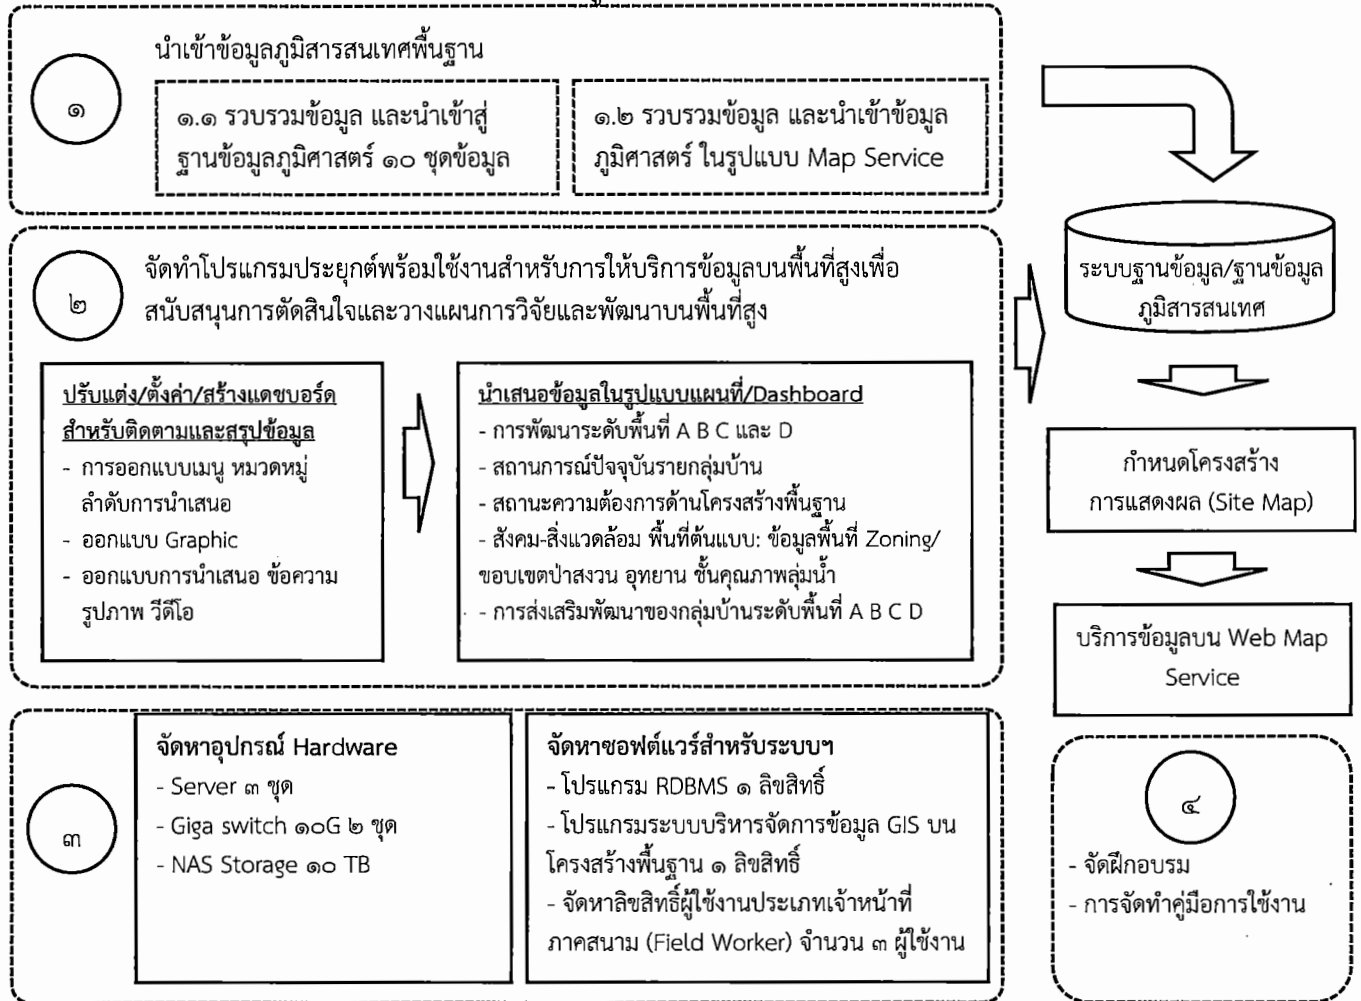 ๑
นำเข้าข้อมูลภูมิสารสนเทศพื้นฐาน
๑.๑ รวบรวมข้อมูล และนำเข้าสู่
ฐานข้อมูลภูมิศาสตร์ ๑๐ ชุดข้อมูล
๑.๒ รวบรวมข้อมูล และนำเข้าข้อมูล
ภูมิศาสตร์ ในรูปแบบ Map Service
๒
จัดทำโปรแกรมประยุกต์พร้อมใช้งานสำหรับการให้บริการข้อมูลบนพื้นที่สูงเพื่อ
สนับสนุนการตัดสินใจและวางแผนการวิจัยและพัฒนาบนพื้นที่สูง
ปรับแต่ง/ตั้งค่า/สร้างแดชบอร์ด
สำหรับติดตามและสรุปข้อมูล
- การออกแบบเมนู หมวดหมู่
ลำดับการนำเสนอ
- ออกแบบ Graphic
- ออกแบบการนำเสนอ ข้อความ
รูปภาพ วีดีโอ
นำเสนอข้อมูลในรูปแบบแผนที่/Dashboard
- การพัฒนาระดับพื้นที่ A B C และ D
- สถานการณ์ปัจจุบันรายกลุ่มบ้าน
- สถานะความต้องการด้านโครงสร้างพื้นฐาน
- สังคม-สิ่งแวดล้อม พื้นที่ต้นแบบ: ข้อมูลพื้นที่ Zoning/
ขอบเขตป่าสงวน อุทยาน ชั้นคุณภาพลุ่มน้ำ
- การส่งเสริมพัฒนาของกลุ่มบ้านระดับพื้นที่ A B C D
ระบบฐานข้อมูล/ฐานข้อมูล
ภูมิสารสนเทศ
กำหนดโครงสร้าง
การแสดงผล (Site Map)
บริการข้อมูลบน Web Map
Service
๓
จัดหาอุปกรณ์ Hardware
- Server ๓ ชุด
- Giga switch ๑๐G ๒ ชุด
- NAS Storage ๑๐ TB
จัดหาซอฟต์แวร์สำหรับระบบฯ
- โปรแกรม RDBMS ๑ ลิขสิทธิ์
- โปรแกรมระบบบริหารจัดการข้อมูล GIS บน
โครงสร้างพื้นฐาน ๑ ลิขสิทธิ์
- จัดหาลิขสิทธิ์ผู้ใช้งานประเภทเจ้าหน้าที่
ภาคสนาม (Field Worker) จำนวน ๓ ผู้ใช้งาน
๔
- จัดฝึกอบรม
- การจัดทำคู่มือการใช้งาน